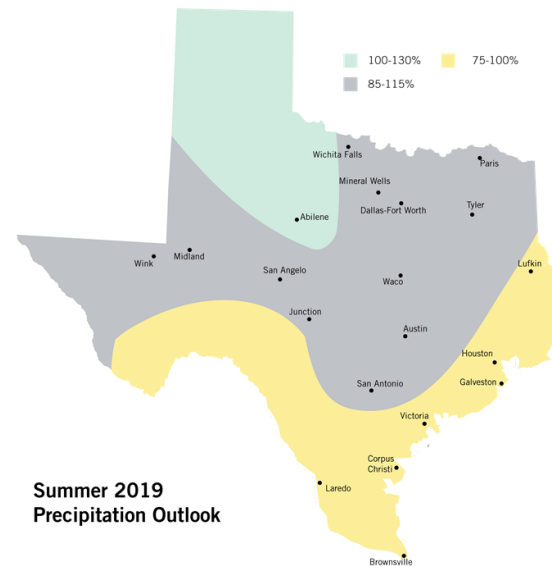 100-130%
75-100%
85-115%
Wichita Falls
Paris
Mineral Wells
Dallas-Fort Worth
Tyler
Abilene
Wink
Midland
San Angelo
Waco
Lufkin
Junction
Austin
Houston
San Antonio
Galveston
Victoria
Corpus
Christi
Laredo
Summer 2019
Precipitation Outlook
Brownsville